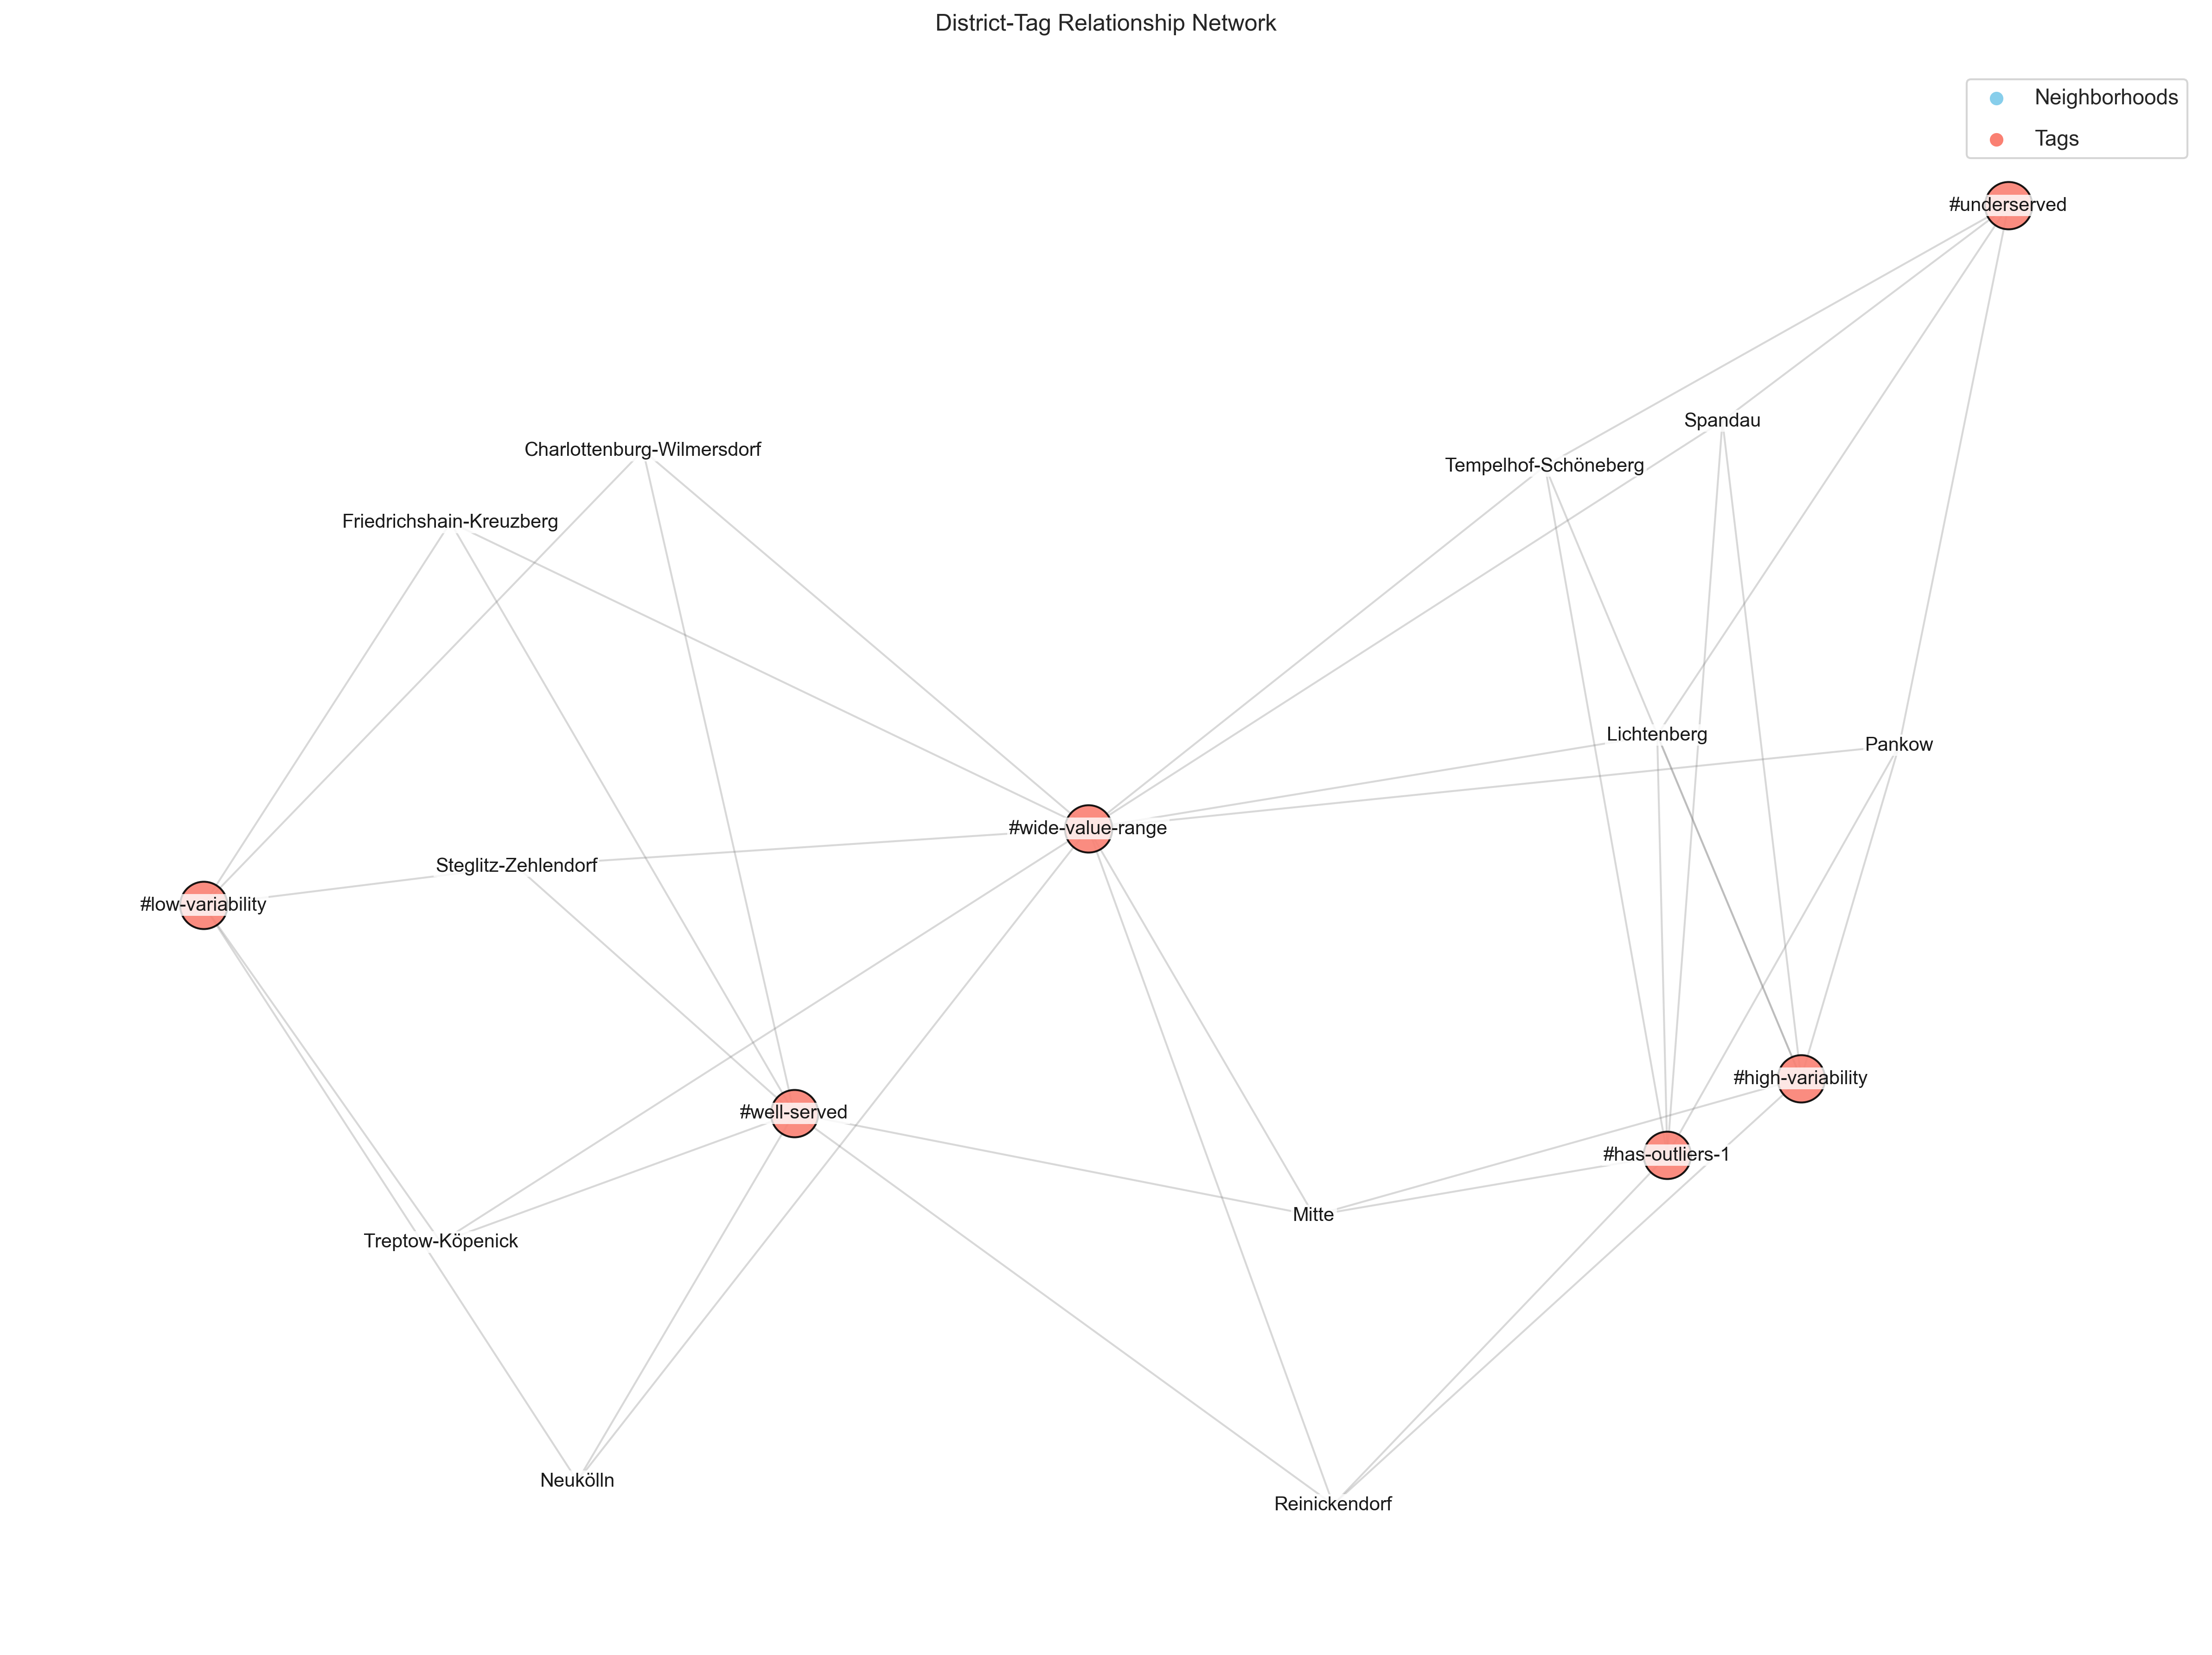 District-Tag Relationship Network
Neighborhoods
Tags
#underserved
Spandau
Charlottenburg-Wilmersdorf
Tempelhof-Schöneberg
Friedrichshain-Kreuzberg
Lichtenberg
Pankow
#wide-value-range
Steglitz-Zehlendorf
#low-variability
#high-variability
#well-served
#has-outliers-1
Mitte
Treptow-Köpenick
Neukölln
Reinickendorf